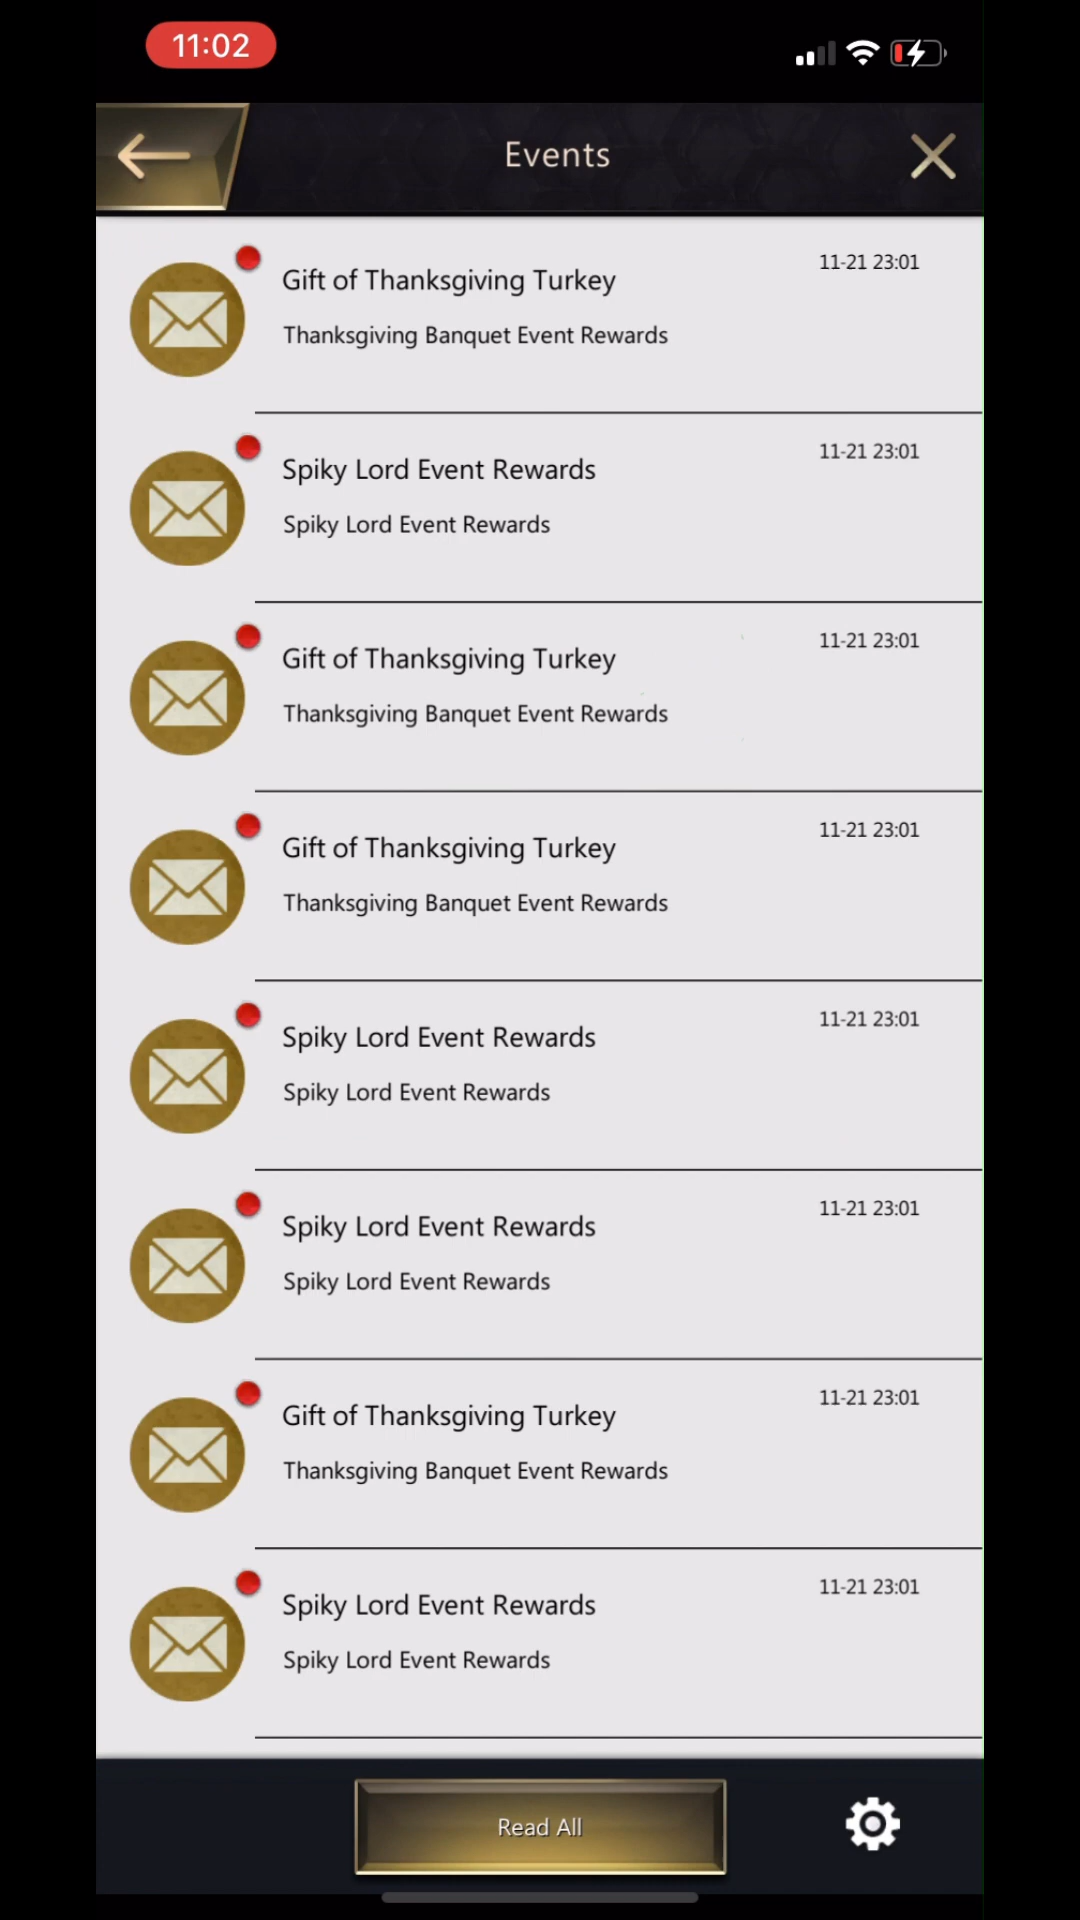 11:02
Events
Gift of Thanksgiving Turkey
11-21 23:01
Thanksgiving Banquet Event Rewards
Spiky Lord Event Rewards
11-21 23:01
Spiky Lord Event Rewards
Gift of Thanksgiving Turkey
11-21 23:01
Thanksgiving Banquet Event Rewards
Gift of Thanksgiving Turkey
11-21 23:01
Thanksgiving Banquet Event Rewards
Spiky Lord Event Rewards
11-21 23:01
Spiky Lord Event Rewards
Spiky Lord Event Rewards
11-21 23:01
Spiky Lord Event Rewards
Gift of Thanksgiving Turkey
11-21 23:01
Thanksgiving Banquet Event Rewards
Spiky Lord Event Rewards
11-21 23:01
Spiky Lord Event Rewards
Read All